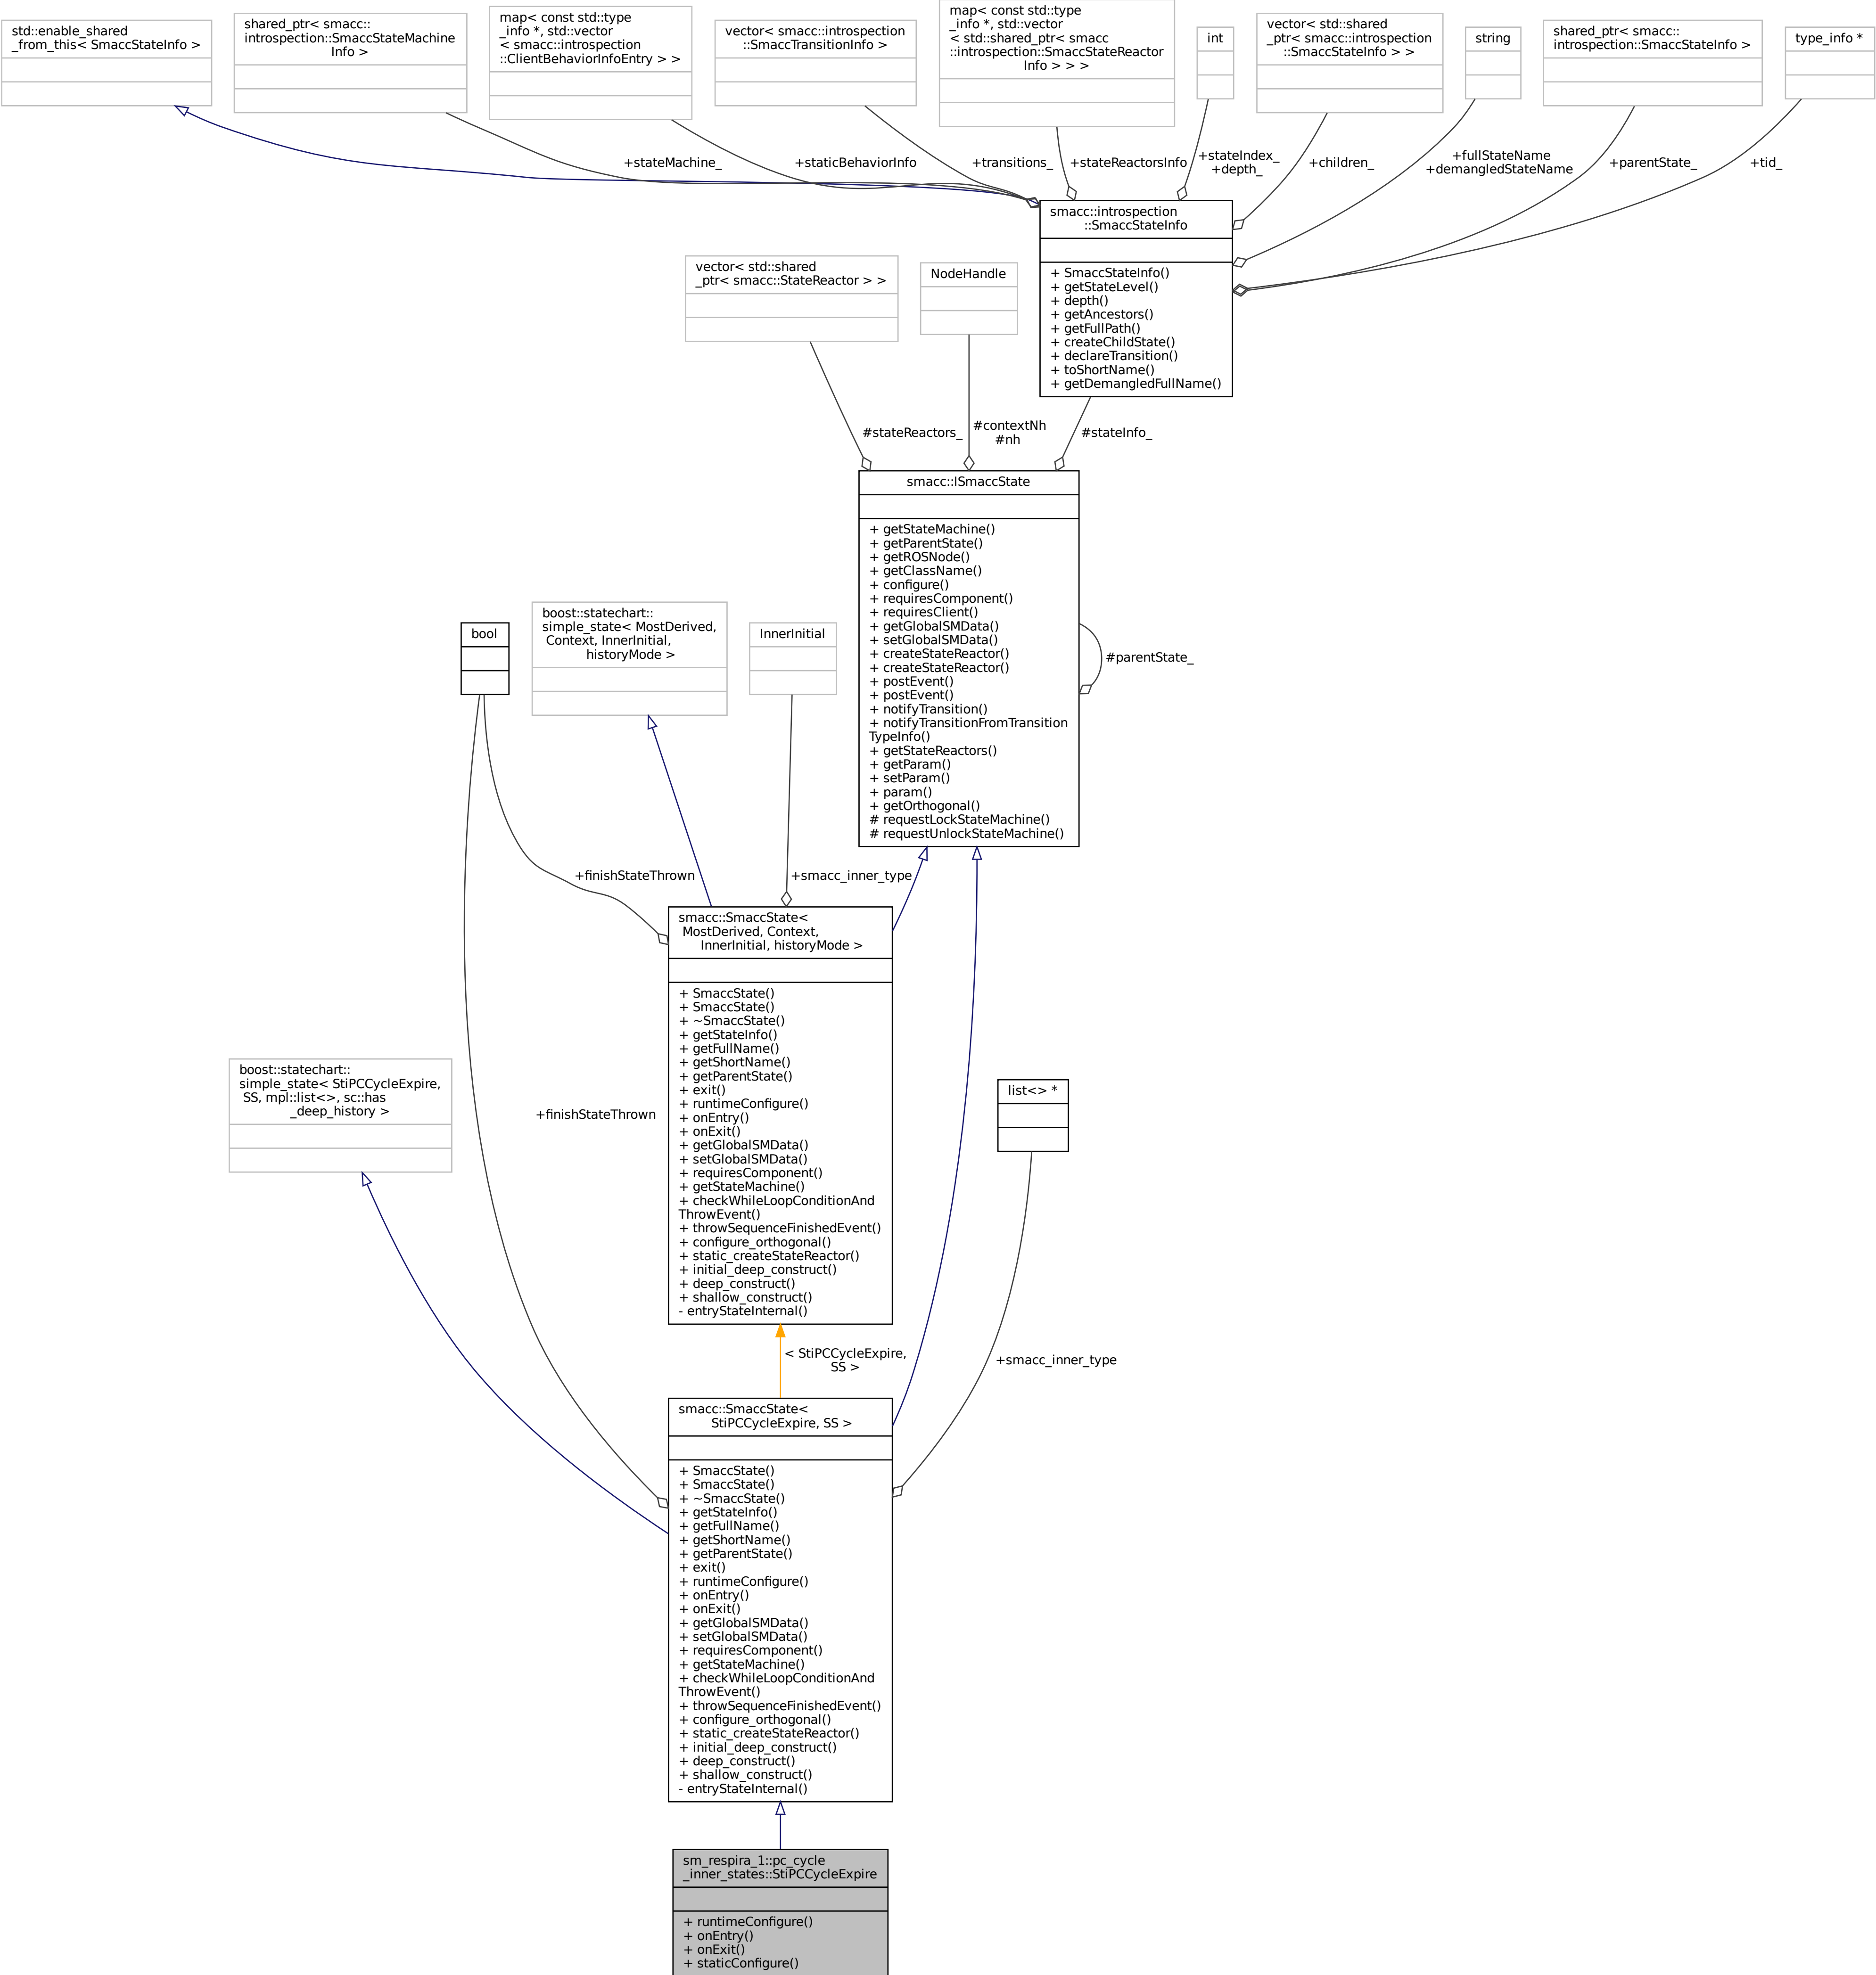 std::enable_shared
_from_this< SmaccStateInfo >
shared_ptr< smacc::
introspection::SmaccStateMachine
Info >
map< const std::type
_info *, std::vector
< smacc::introspection
::ClientBehaviorInfoEntry > >
vector< smacc::introspection
::SmaccTransitionInfo >
map< const std::type
_info *, std::vector
< std::shared_ptr< smacc
::introspection::SmaccStateReactor
Info > > >
int
vector< std::shared
_ptr< smacc::introspection
::SmaccStateInfo > >
string
shared_ptr< smacc::
introspection::SmaccStateInfo >
type_info *
+stateMachine_
+staticBehaviorInfo
+transitions_
+stateReactorsInfo
+stateIndex_
+depth_
+children_
+fullStateName
+demangledStateName
+parentState_
+tid_
smacc::introspection
::SmaccStateInfo
+ SmaccStateInfo()
+ getStateLevel()
+ depth()
+ getAncestors()
+ getFullPath()
+ createChildState()
+ declareTransition()
+ toShortName()
+ getDemangledFullName()
vector< std::shared
_ptr< smacc::StateReactor > >
NodeHandle
#stateReactors_
#contextNh
#nh
#stateInfo_
smacc::ISmaccState
+ getStateMachine()
+ getParentState()
+ getROSNode()
+ getClassName()
+ configure()
+ requiresComponent()
+ requiresClient()
+ getGlobalSMData()
+ setGlobalSMData()
+ createStateReactor()
+ createStateReactor()
+ postEvent()
+ postEvent()
+ notifyTransition()
+ notifyTransitionFromTransition
TypeInfo()
+ getStateReactors()
+ getParam()
+ setParam()
+ param()
+ getOrthogonal()
# requestLockStateMachine()
# requestUnlockStateMachine()
#parentState_
bool
boost::statechart::
simple_state< MostDerived,
Context, InnerInitial,
historyMode >
InnerInitial
+finishStateThrown
+smacc_inner_type
smacc::SmaccState<
MostDerived, Context,
InnerInitial, historyMode >
+ SmaccState()
+ SmaccState()
+ ~SmaccState()
+ getStateInfo()
+ getFullName()
+ getShortName()
+ getParentState()
+ exit()
+ runtimeConfigure()
+ onEntry()
+ onExit()
+ getGlobalSMData()
+ setGlobalSMData()
+ requiresComponent()
+ getStateMachine()
+ checkWhileLoopConditionAnd
ThrowEvent()
+ throwSequenceFinishedEvent()
+ configure_orthogonal()
+ static_createStateReactor()
+ initial_deep_construct()
+ deep_construct()
+ shallow_construct()
- entryStateInternal()
boost::statechart::
simple_state< StiPCCycleExpire,
SS, mpl::list<>, sc::has
_deep_history >
+finishStateThrown
list<> *
< StiPCCycleExpire,
SS >
+smacc_inner_type
smacc::SmaccState<
StiPCCycleExpire, SS >
+ SmaccState()
+ SmaccState()
+ ~SmaccState()
+ getStateInfo()
+ getFullName()
+ getShortName()
+ getParentState()
+ exit()
+ runtimeConfigure()
+ onEntry()
+ onExit()
+ getGlobalSMData()
+ setGlobalSMData()
+ requiresComponent()
+ getStateMachine()
+ checkWhileLoopConditionAnd
ThrowEvent()
+ throwSequenceFinishedEvent()
+ configure_orthogonal()
+ static_createStateReactor()
+ initial_deep_construct()
+ deep_construct()
+ shallow_construct()
- entryStateInternal()
sm_respira_1::pc_cycle
_inner_states::StiPCCycleExpire
+ runtimeConfigure()
+ onEntry()
+ onExit()
+ staticConfigure()